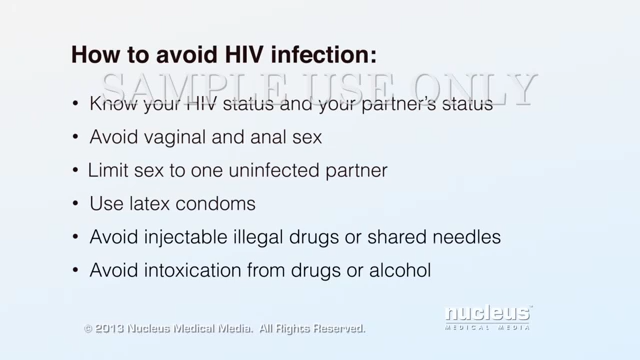 How to avoid HIV infection:
SAMPLE USE ONLY
• Know your HIV status and your partner's status
• Avoid vaginal and anal sex
• Limit sex to one uninfected partner
• Use latex condoms
• Avoid injectable illegal drugs or shared needles
• Avoid intoxication from drugs or alcohol
nucleus
MEDICAL MEDIA
© 2013 Nucleus Medical Media. All Rights Reserved.